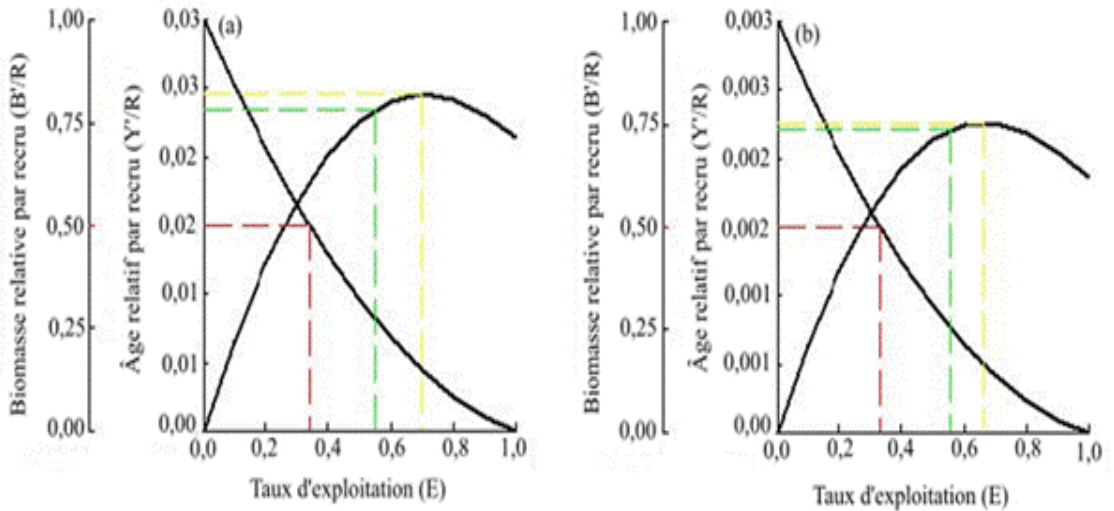 (a)
Biomasse relative par recru (B'/R)
1,00
0,75
0,50
0,25
0,00
Âge relatif par recru (Y'/R)
0,03
0,03
0,02
0,02
0,01
0,01
0,00
0,0 0,2 0,4 0,6 0,8 1,0
Taux d'exploitation (E)
(b)
Biomasse relative par recru (B'/R)
1,00
0,75
0,50
0,25
0,00
Âge relatif par recru (Y'/R)
0,003
0,003
0,002
0,002
0,001
0,001
0,00
0,0 0,2 0,4 0,6 0,8 1,0
Taux d'exploitation (E)